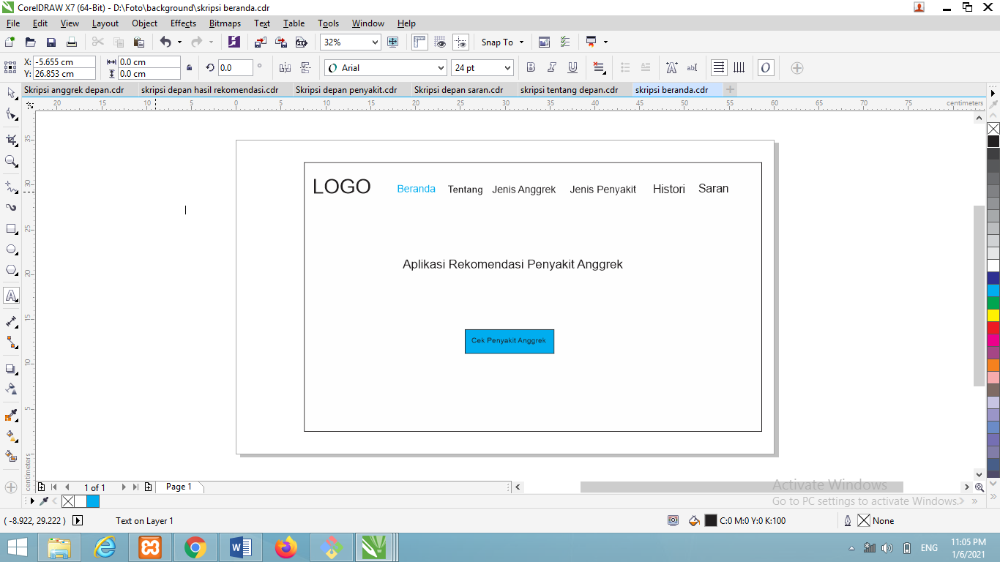 CorelDRAW X7 (64-Bit) - D:\Foto\background\skripsi beranda.cdr
File Edit View Layout Object Effects Bitmaps Text Table Tools Window Help
32% Snap To
X: -5.655 cm 0.0 cm 0.0 ° Arial 24 pt
Y: 26.853 cm 0.0 cm
Skripsi anggrek depan.cdr skripsi depan hasil rekomendasi.cdr Skripsi depan penyakit.cdr Skripsi depan saran.cdr skripsi tentang depan.cdr skripsi beranda.cdr
20 15 10 5 0 5 10 15 20 25 30 35 40 45 50 55 60 65 70 75 centimeters
35
30
25
20
15
10
5
centimeters
LOGO Beranda Tentang Jenis Anggrek Jenis Penyakit Histori Saran
Aplikasi Rekomendasi Penyakit Anggrek
Cek Penyakit Anggrek
Activate Windows
Go to PC settings to activate Windows.
1 of 1 Page 1
( -8.922, 29.222 ) Text on Layer 1 C:0 M:0 Y:0 K:100 None
ENG 11:05 PM
1/6/2021